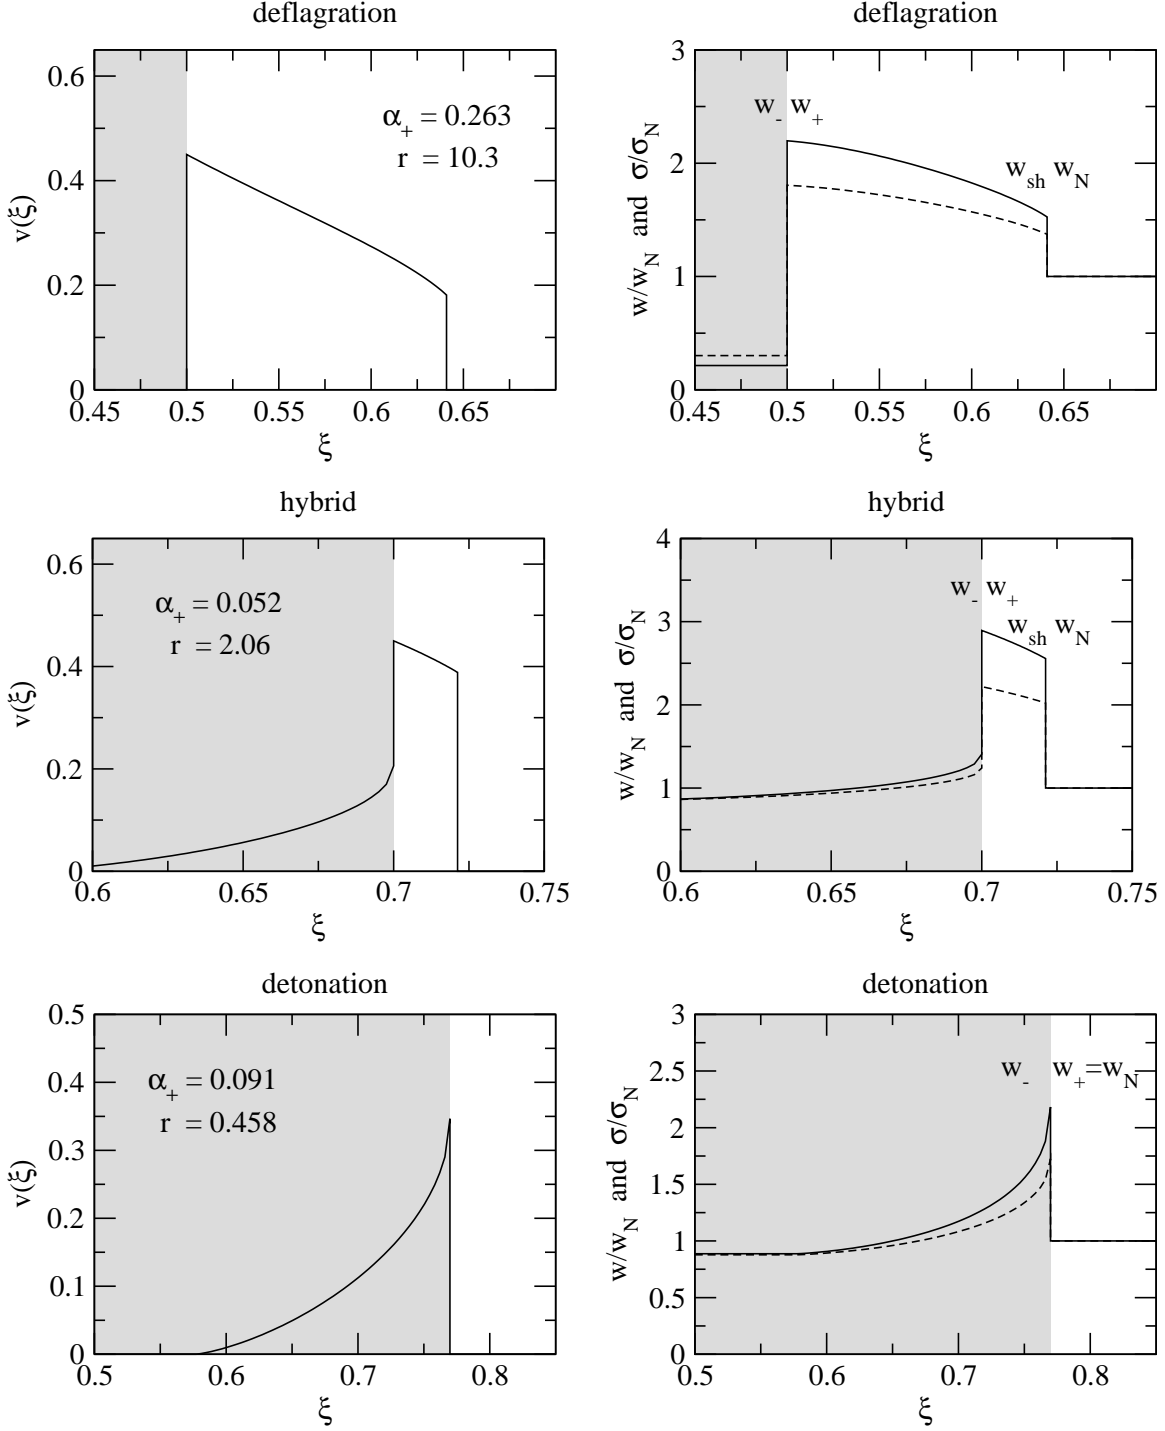 deflagration
0.6
0.4
0.2
0
v(ξ)
α+ = 0.263
r = 10.3
0.45 0.5 0.55 0.6 0.65
ξ
deflagration
3
2
1
0
w/wN and σ/σN
w- w+
wsh wN
0.45 0.5 0.55 0.6 0.65
ξ
hybrid
0.6
0.4
0.2
0
v(ξ)
α+ = 0.052
r = 2.06
0.6 0.65 0.7 0.75
ξ
hybrid
4
3
2
1
0
w/wN and σ/σN
w- w+
wsh wN
0.6 0.65 0.7 0.75
ξ
detonation
0.5
0.4
0.3
0.2
0.1
0
v(ξ)
α+ = 0.091
r = 0.458
0.5 0.6 0.7 0.8
ξ
detonation
3
2.5
2
1.5
1
0.5
0
w/wN and σ/σN
w- w+=wN
0.5 0.6 0.7 0.8
ξ